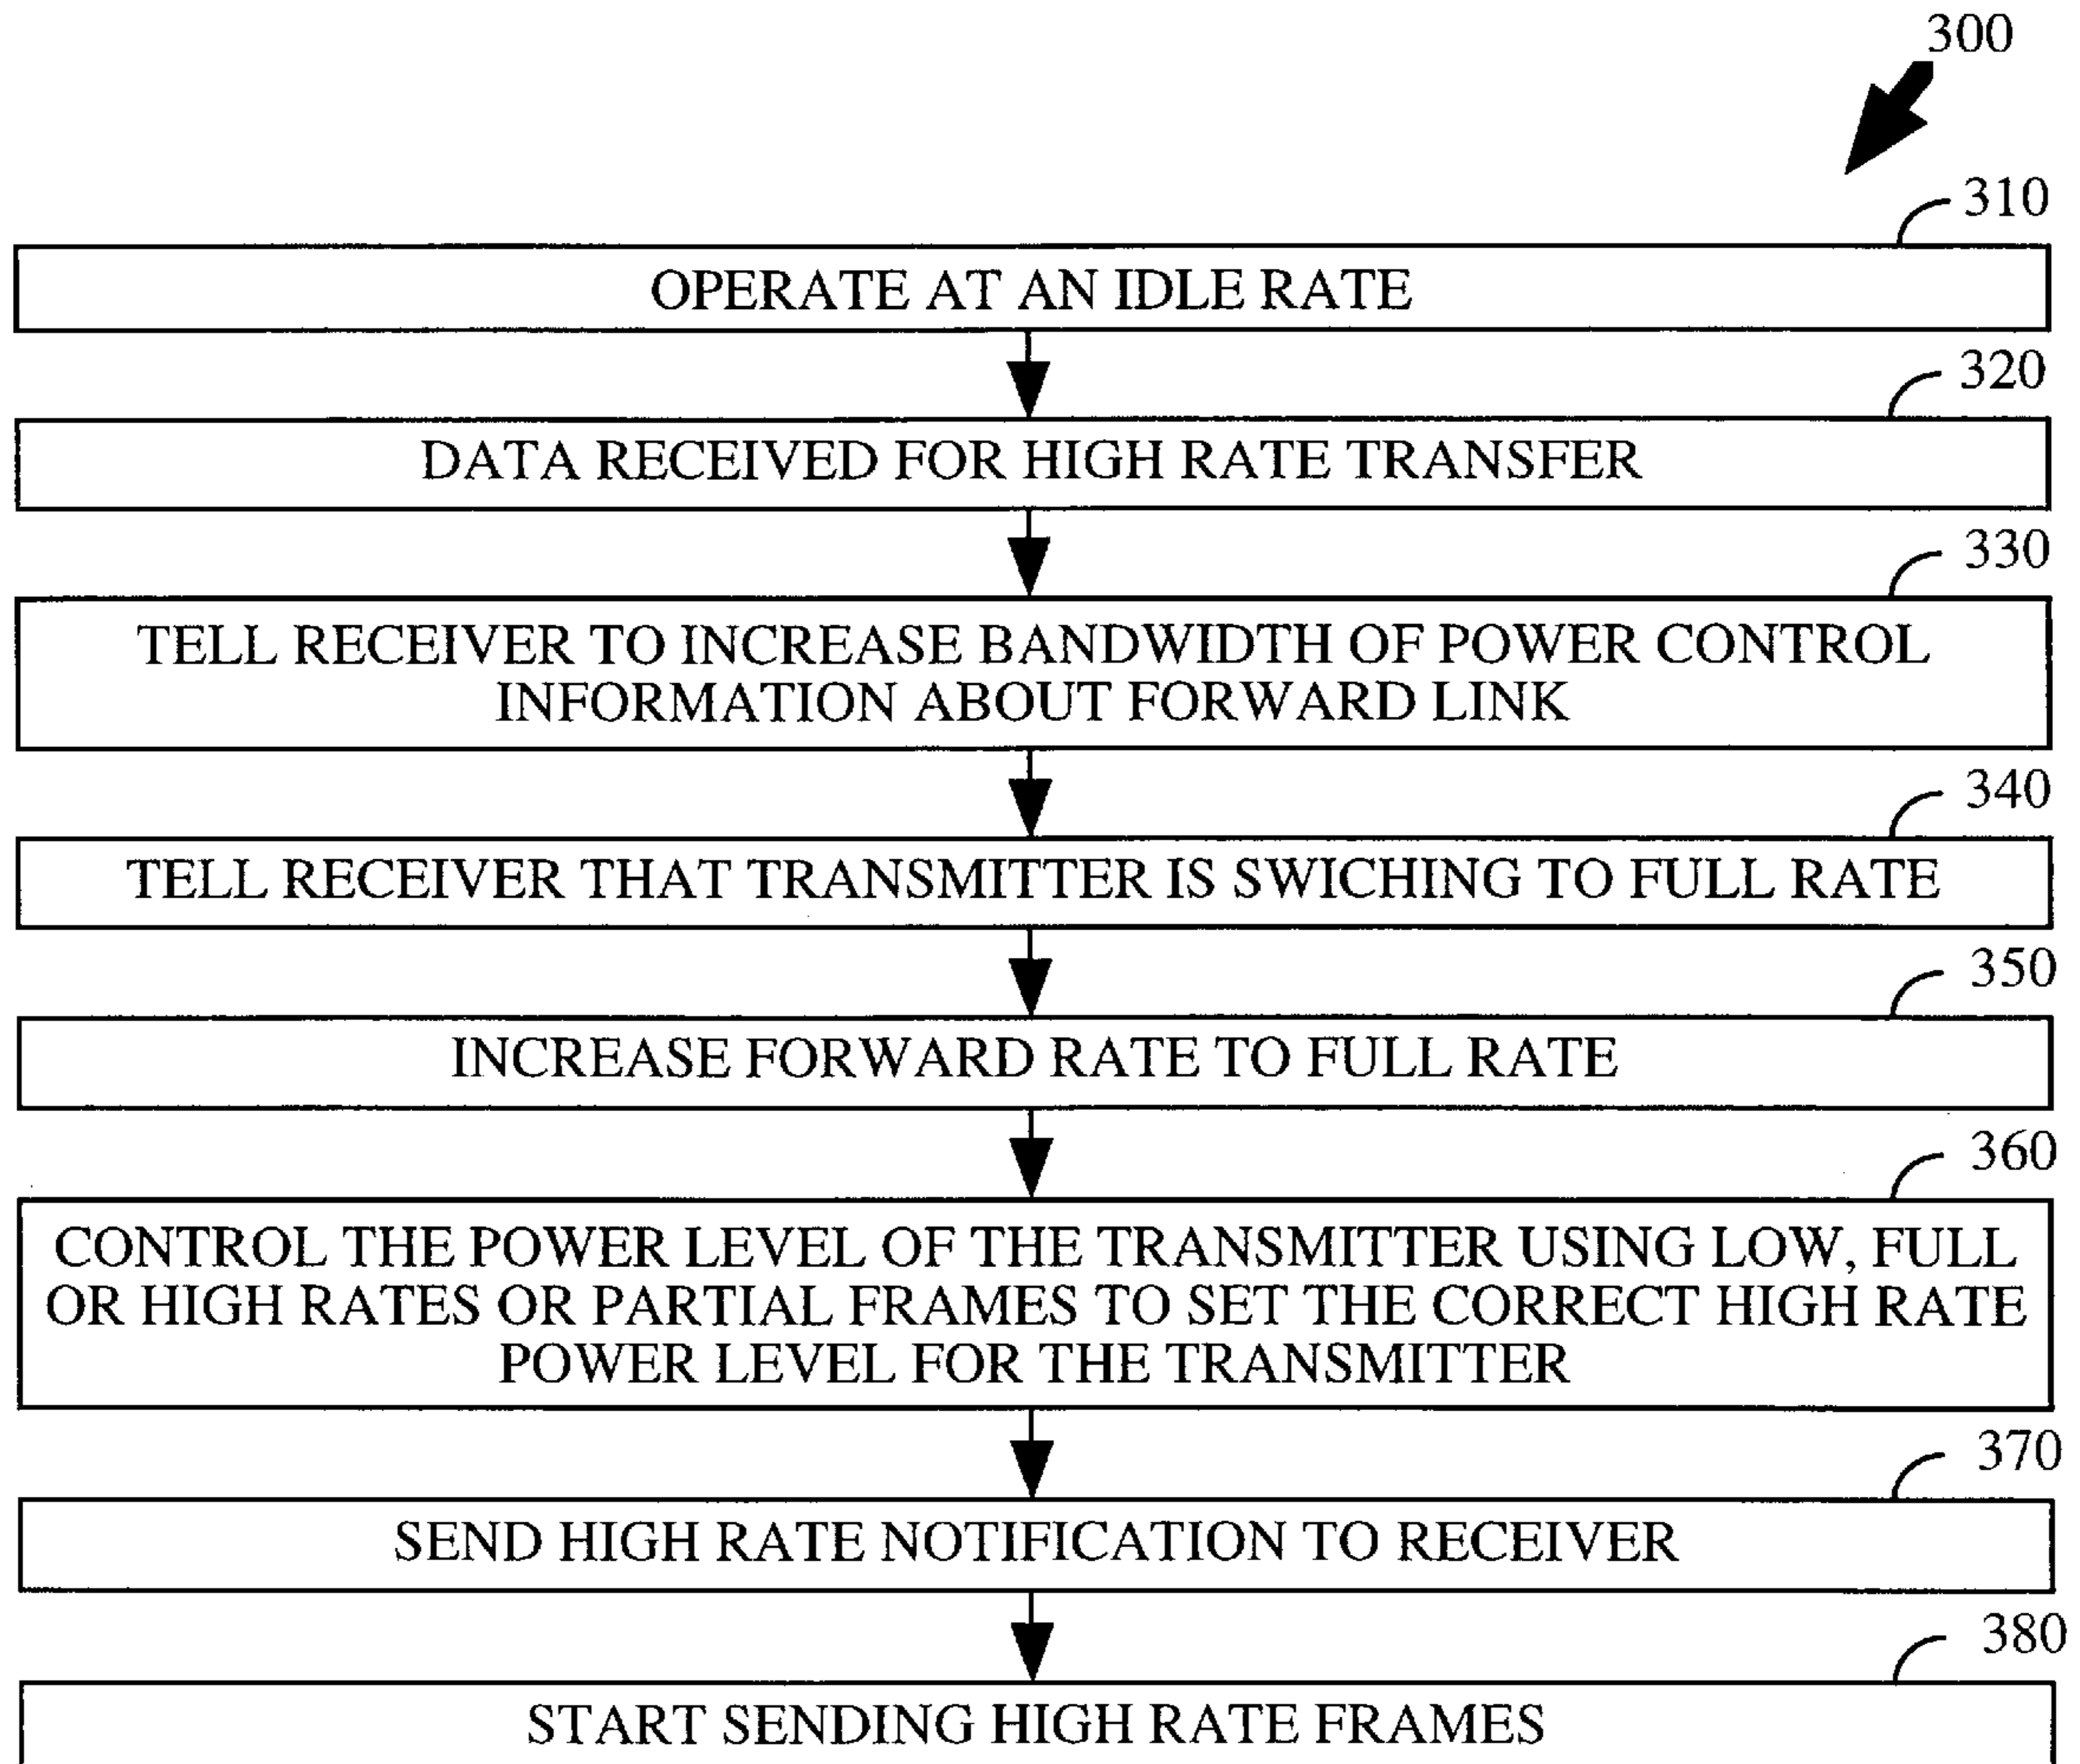 300
310
OPERATE AT AN IDLE RATE
320
DATA RECEIVED FOR HIGH RATE TRANSFER
330
TELL RECEIVER TO INCREASE BANDWIDTH OF POWER CONTROL
INFORMATION ABOUT FORWARD LINK
340
TELL RECEIVER THAT TRANSMITTER IS SWICHING TO FULL RATE
350
INCREASE FORWARD RATE TO FULL RATE
360
CONTROL THE POWER LEVEL OF THE TRANSMITTER USING LOW, FULL
OR HIGH RATES OR PARTIAL FRAMES TO SET THE CORRECT HIGH RATE
POWER LEVEL FOR THE TRANSMITTER
370
SEND HIGH RATE NOTIFICATION TO RECEIVER
380
START SENDING HIGH RATE FRAMES